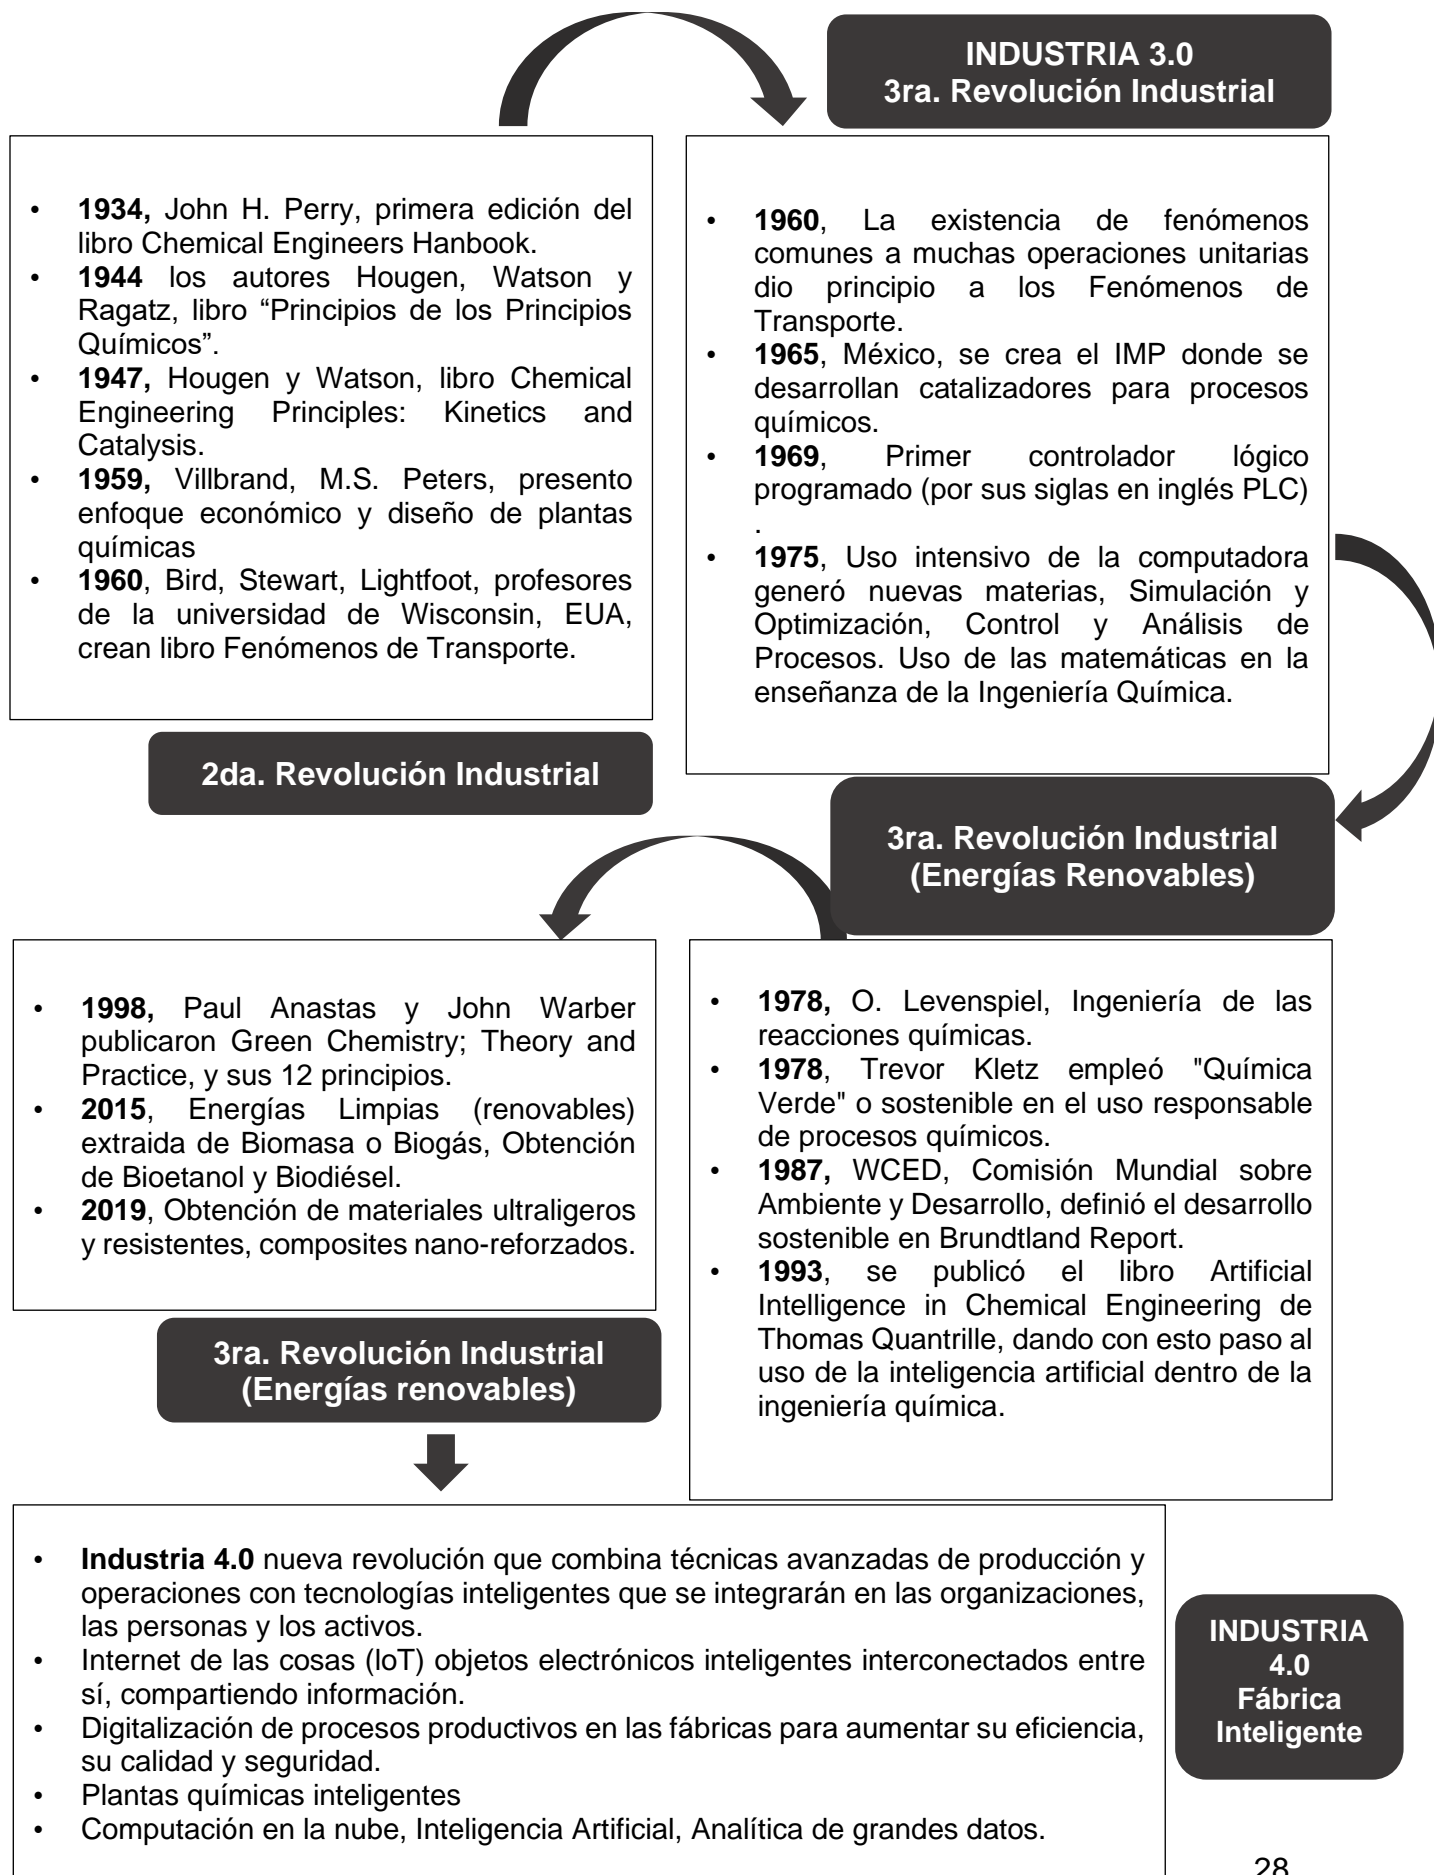 INDUSTRIA 3.0
3ra. Revolución Industrial
• 1934, John H. Perry, primera edición del
libro Chemical Engineers Hanbook.
• 1944 los autores Hougen, Watson y
Ragatz, libro “Principios de los Principios
Químicos”.
• 1947, Hougen y Watson, libro Chemical
Engineering Principles: Kinetics and
Catalysis.
• 1959, Villbrand, M.S. Peters, presento
enfoque económico y diseño de plantas
químicas
• 1960, Bird, Stewart, Lightfoot, profesores
de la universidad de Wisconsin, EUA,
crean libro Fenómenos de Transporte.
2da. Revolución Industrial
• 1960, La existencia de fenómenos
comunes a muchas operaciones unitarias
dio principio a los Fenómenos de
Transporte.
• 1965, México, se crea el IMP donde se
desarrollan catalizadores para procesos
químicos.
• 1969, Primer controlador lógico
programado (por sus siglas en inglés PLC)
.
• 1975, Uso intensivo de la computadora
generó nuevas materias, Simulación y
Optimización, Control y Análisis de
Procesos. Uso de las matemáticas en la
enseñanza de la Ingeniería Química.
3ra. Revolución Industrial
(Energías Renovables)
• 1978, O. Levenspiel, Ingeniería de las
reacciones químicas.
• 1978, Trevor Kletz empleó "Química
Verde" o sostenible en el uso responsable
de procesos químicos.
• 1987, WCED, Comisión Mundial sobre
Ambiente y Desarrollo, definió el desarrollo
sostenible en Brundtland Report.
• 1993, se publicó el libro Artificial
Intelligence in Chemical Engineering de
Thomas Quantrille, dando con esto paso al
uso de la inteligencia artificial dentro de la
ingeniería química.
• 1998, Paul Anastas y John Warber
publicaron Green Chemistry; Theory and
Practice, y sus 12 principios.
• 2015, Energías Limpias (renovables)
extraida de Biomasa o Biogás, Obtención
de Bioetanol y Biodiésel.
• 2019, Obtención de materiales ultraligeros
y resistentes, composites nano-reforzados.
3ra. Revolución Industrial
(Energías renovables)
• Industria 4.0 nueva revolución que combina técnicas avanzadas de producción y
operaciones con tecnologías inteligentes que se integrarán en las organizaciones,
las personas y los activos.
• Internet de las cosas (IoT) objetos electrónicos inteligentes interconectados entre
sí, compartiendo información.
• Digitalización de procesos productivos en las fábricas para aumentar su eficiencia,
su calidad y seguridad.
• Plantas químicas inteligentes
• Computación en la nube, Inteligencia Artificial, Analítica de grandes datos.
INDUSTRIA
4.0
Fábrica
Inteligente
28